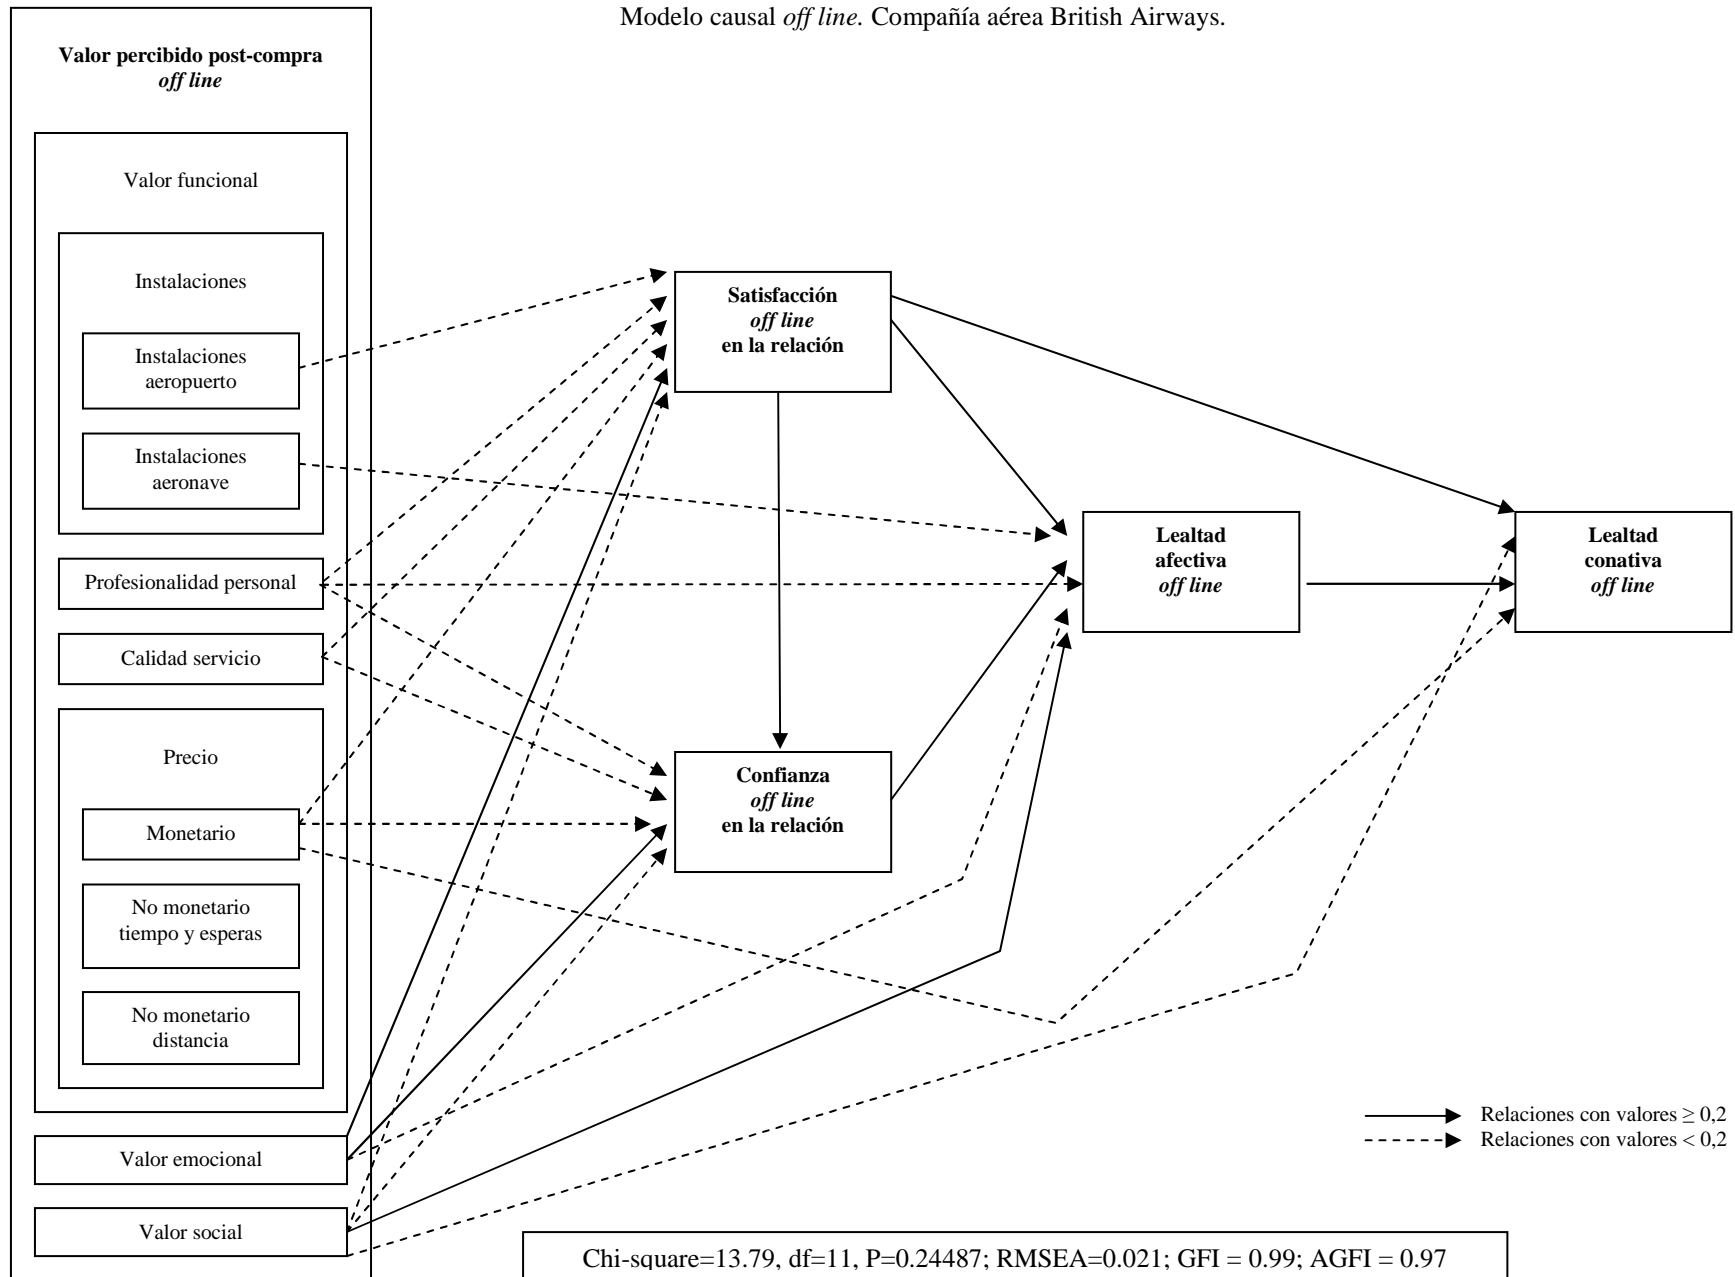 Modelo causal off line. Compañía aérea British Airways.
Valor percibido post-compra
off line
Valor funcional
Instalaciones
Instalaciones
aeropuerto
Instalaciones
aeronave
Profesionalidad personal
Calidad servicio
Precio
Monetario
No monetario
tiempo y esperas
No monetario
distancia
Valor emocional
Valor social
Satisfacción
off line
en la relación
Confianza
off line
en la relación
Lealtad
afectiva
off line
Lealtad
conativa
off line
Relaciones con valores ≥ 0,2
Relaciones con valores < 0,2
Chi-square=13.79, df=11, P=0.24487; RMSEA=0.021; GFI = 0.99; AGFI = 0.97